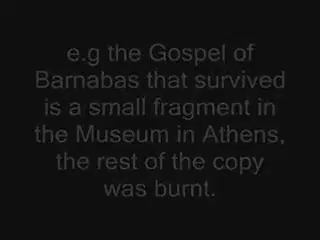 e.g the Gospel of
Barnabas that survived
is a small fragment in
the Museum in Athens,
the rest of the copy
was burnt.